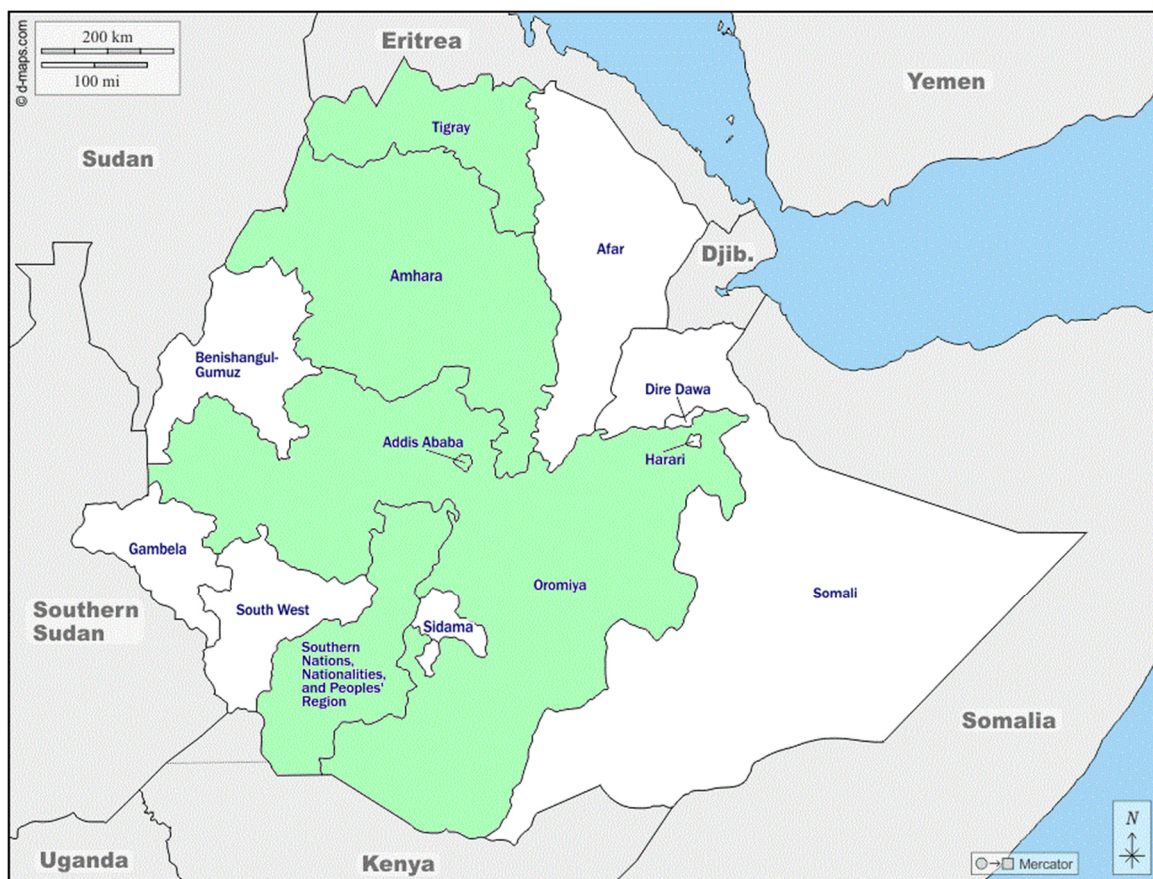 © d-maps.com
200 km
100 mi
Eritrea
Yemen
Sudan
Tigray
Afar
Djib.
Amhara
Benishangul-
Gumuz
Dire Dawa
Addis Ababa
Harari
Gambela
Oromiya
Somali
South West
Southern
Sudan
Sidama
Southern
Nations,
Nationalities,
and Peoples'
Region
Somalia
N
Uganda
Kenya
Mercator